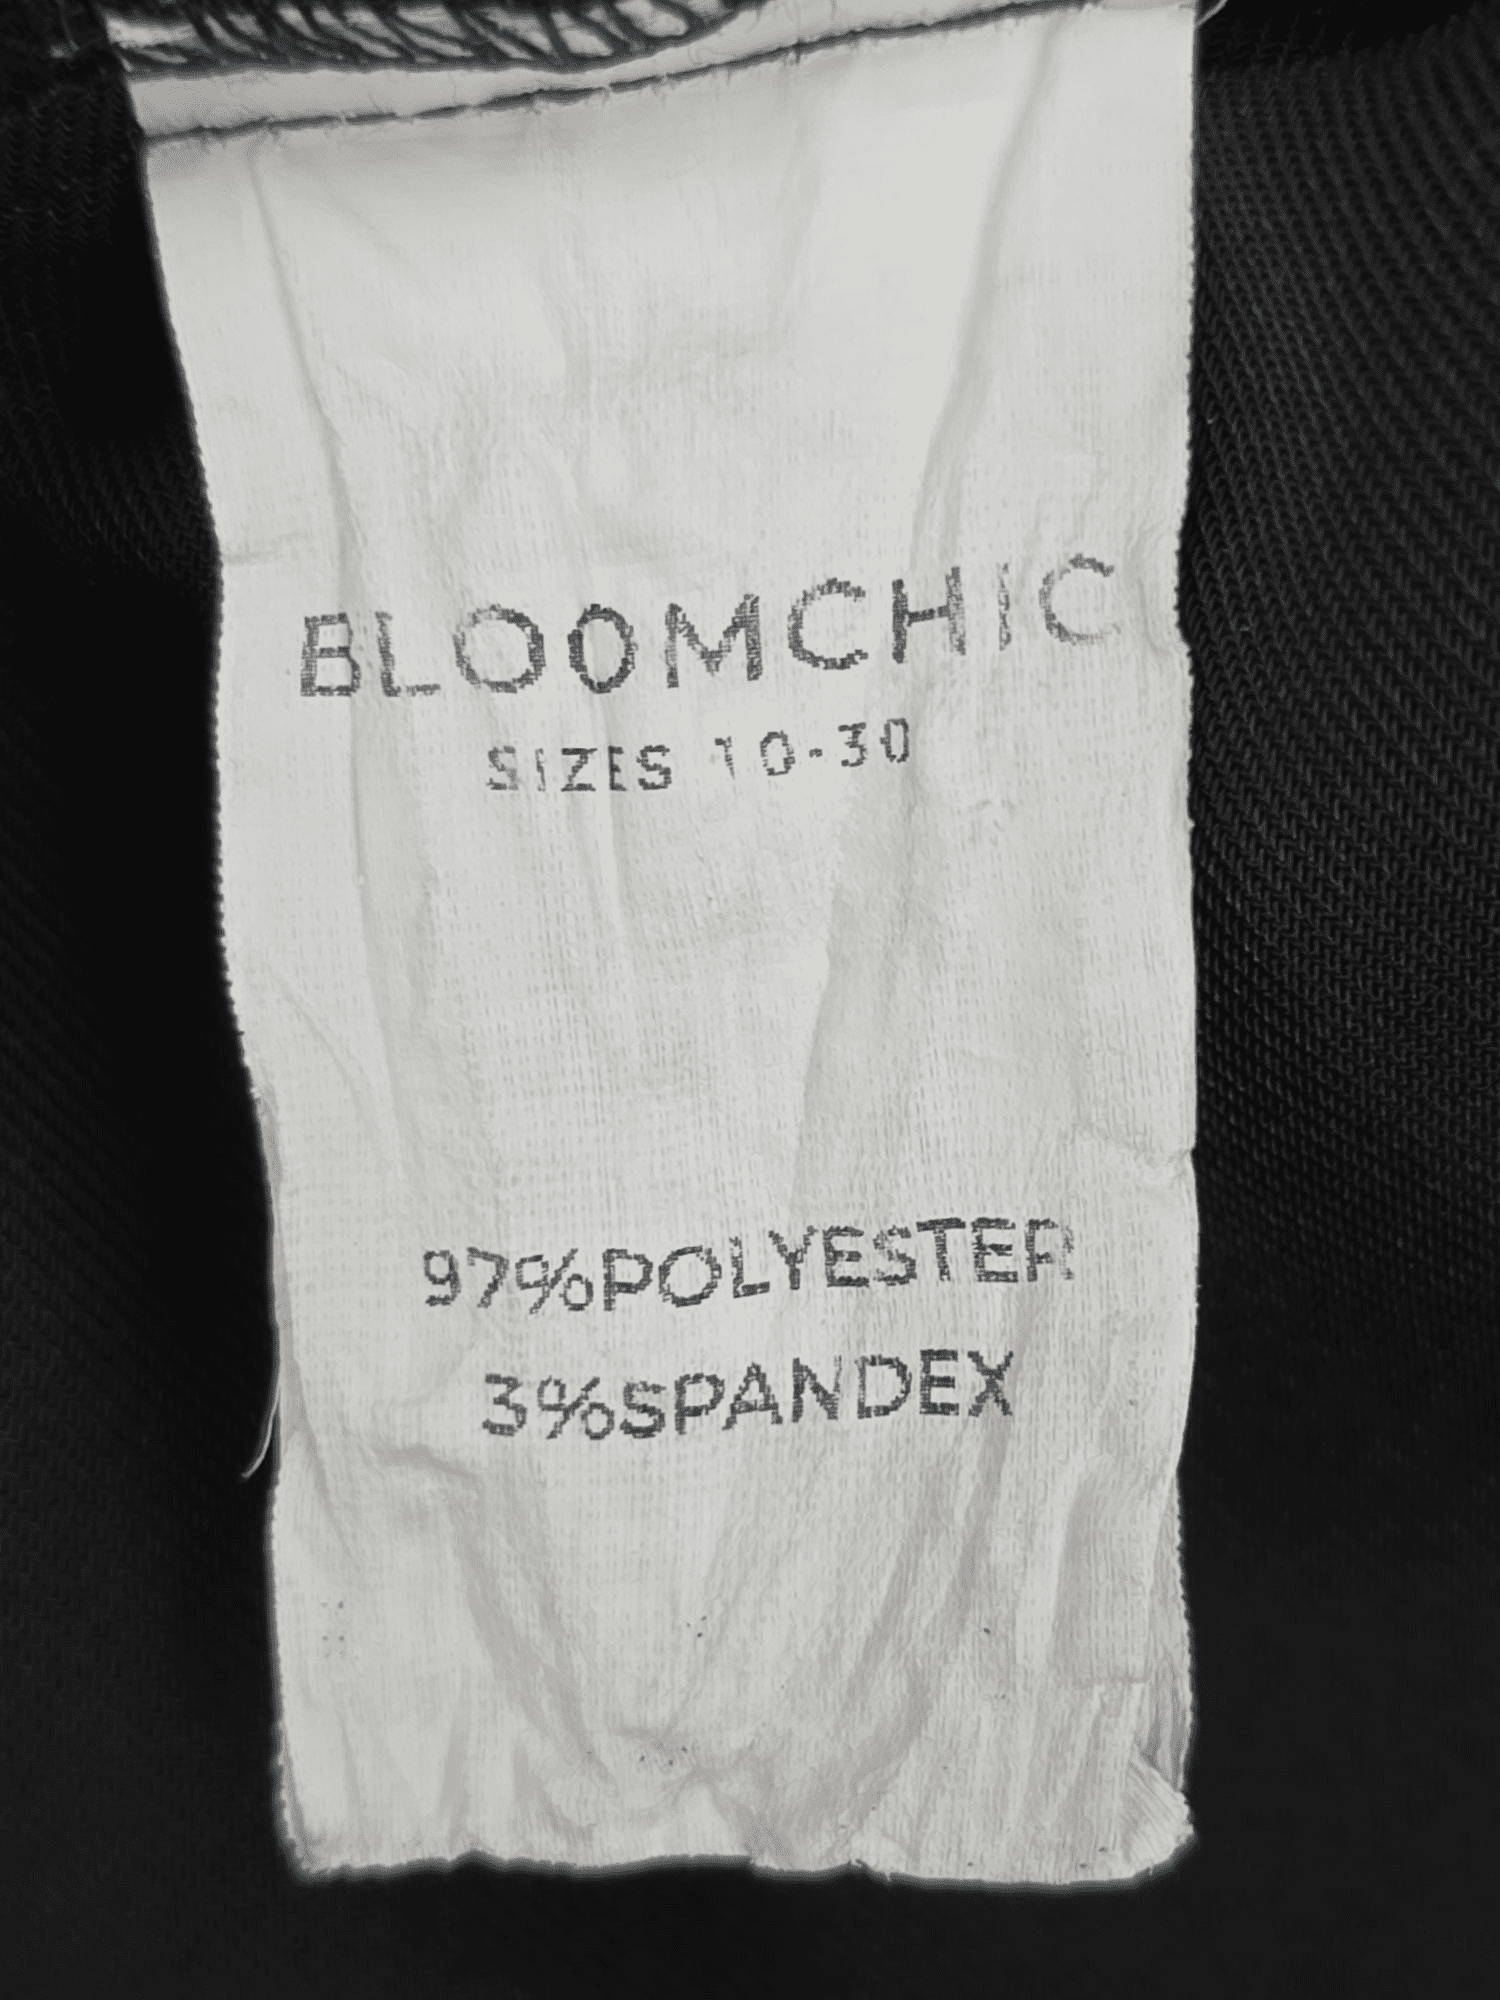 BLOOMCHIC
SIZES 10-30
97%POLYESTER
3%SPANDEX